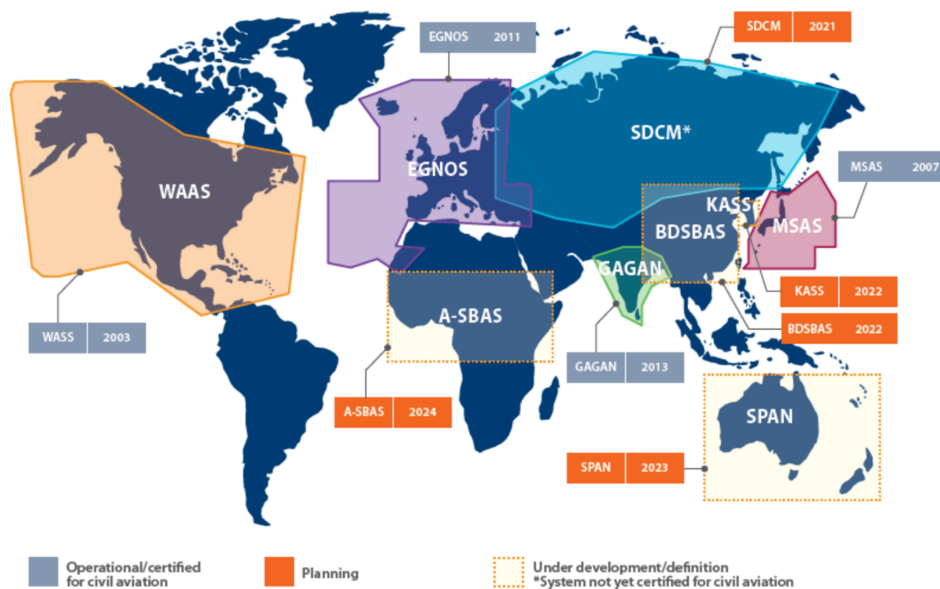 SDCM 2021
EGNOS 2011
SDCM*
MSAS 2007
EGNOS
WAAS
KASS
MSAS
BDSBAS
GAGAN
KASS 2022
A-SBAS
BDSBAS 2022
WASS 2003
GAGAN 2013
A-SBAS 2024
SPAN
SPAN 2023
Operational/certified
for civil aviation
Planning
Under development/definition
*System not yet certified for civil aviation